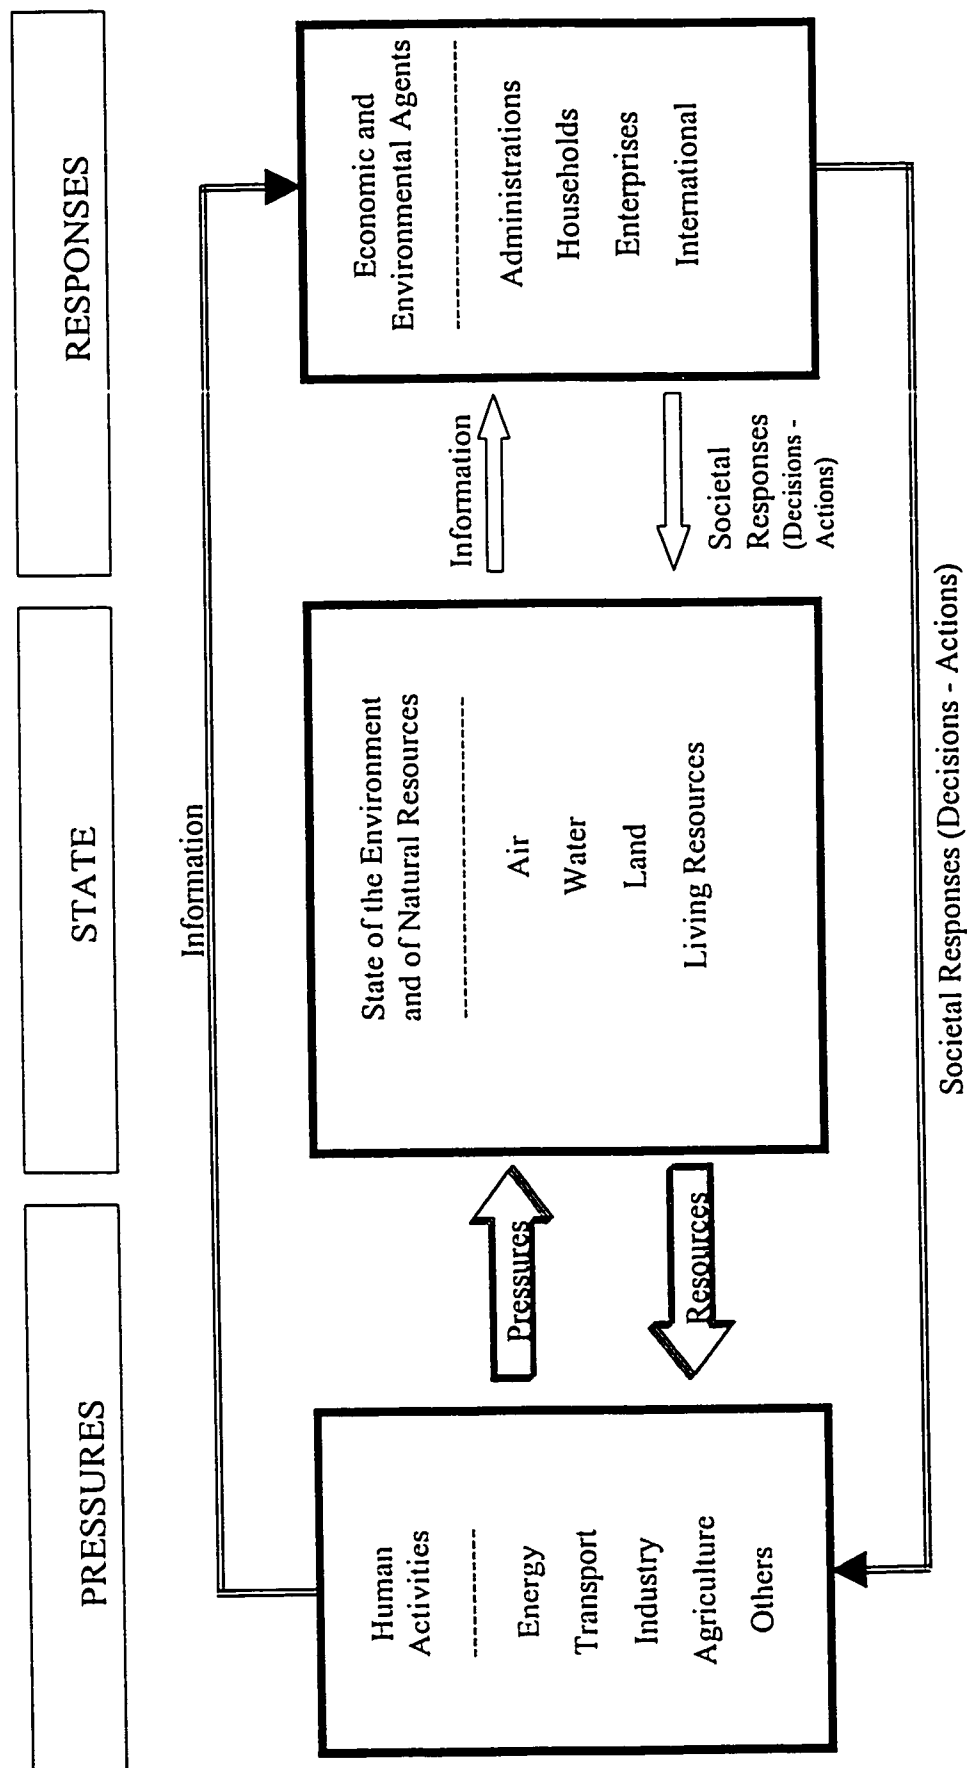 PRESSURES
STATE
RESPONSES
Information
Human
Activities
Energy
Transport
Industry
Agriculture
Others
Pressures
Resources
State of the Environment
and of Natural Resources
Air
Water
Land
Living Resources
Information
Societal
Responses
(Decisions -
Actions)
Economic and
Environmental Agents
Administrations
Households
Enterprises
International
Societal Responses (Decisions - Actions)